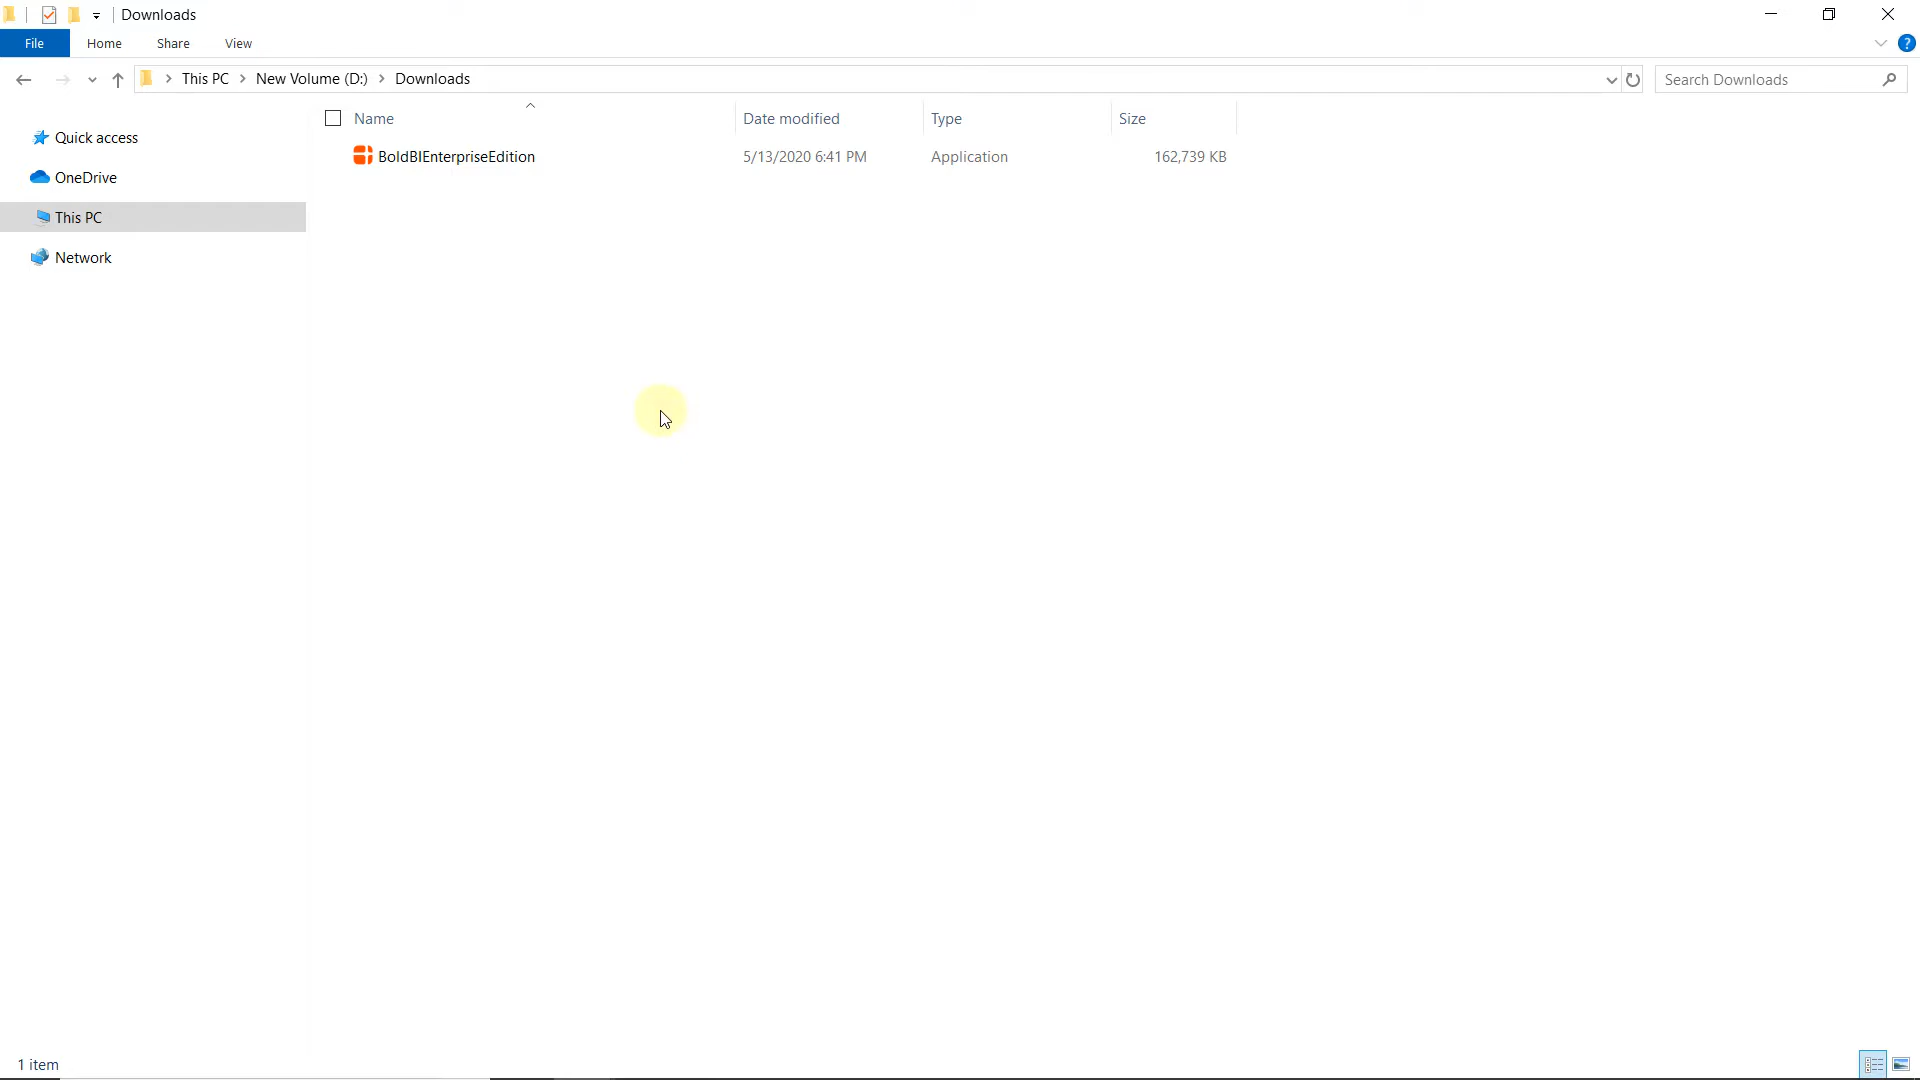 Downloads
File Home Share View
?
This PC New Volume (D:) Downloads Search Downloads
Name Date modified Type Size
Quick access
BoldBIEnterpriseEdition 5/13/2020 6:41 PM Application 162,739 KB
OneDrive
This PC
Network
1 item